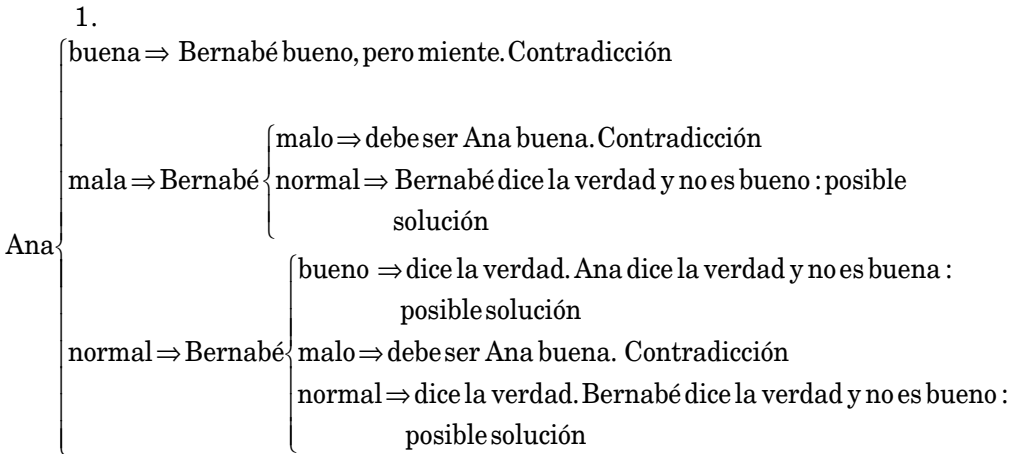 1.
buena ⇒ Bernabé bueno, pero miente. Contradicción
malo ⇒ debe ser Ana buena. Contradicción
mala ⇒ Bernabé normal ⇒ Bernabé dice la verdad y no es bueno : posible
solución
Ana
bueno ⇒ dice la verdad. Ana dice la verdad y no es buena :
posible solución
normal ⇒ Bernabé malo ⇒ debe ser Ana buena. Contradicción
normal ⇒ dice la verdad. Bernabé dice la verdad y no es bueno :
posible solución